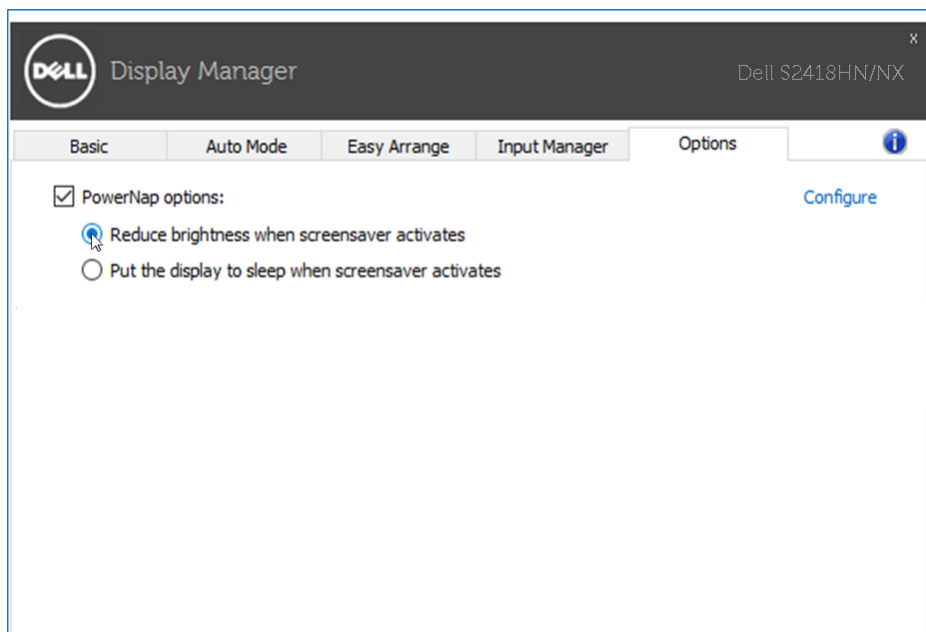 x
DELL Display Manager
Dell S2418HN/NX
Basic Auto Mode Easy Arrange Input Manager Options i
PowerNap options: Configure
Reduce brightness when screensaver activates
Put the display to sleep when screensaver activates